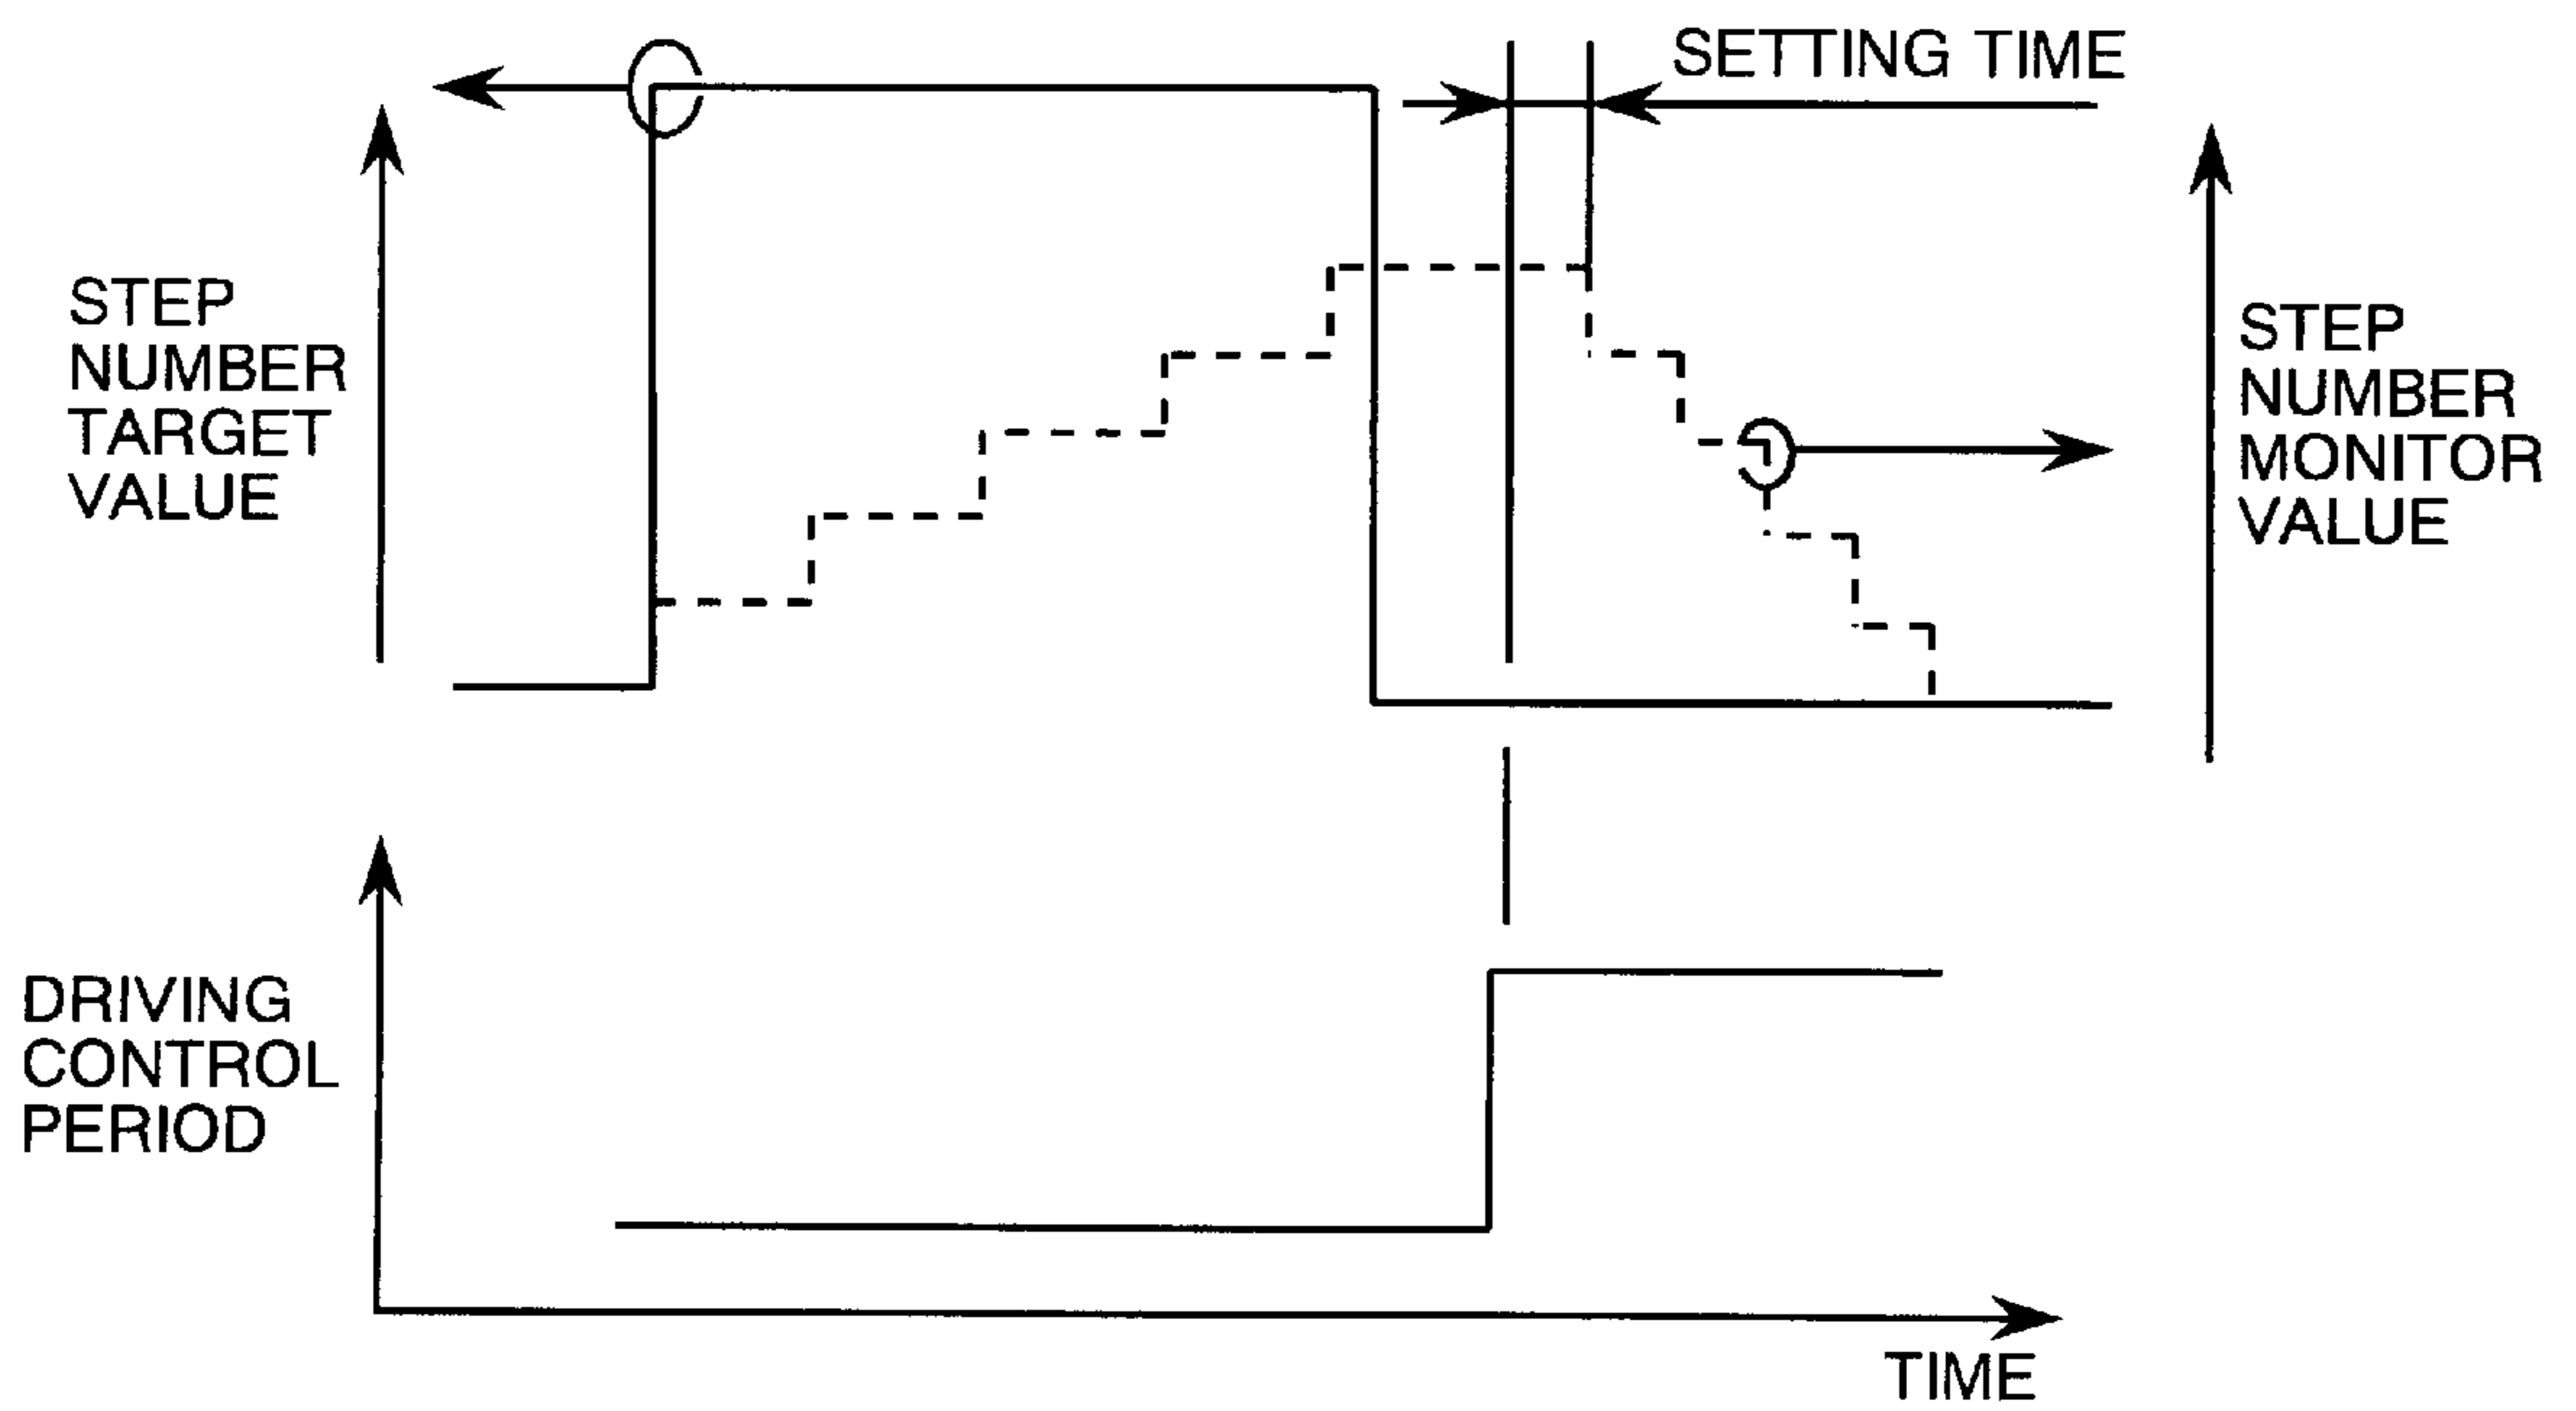 SETTING TIME
STEP
NUMBER
TARGET
VALUE
STEP
NUMBER
MONITOR
VALUE
DRIVING
CONTROL
PERIOD
TIME